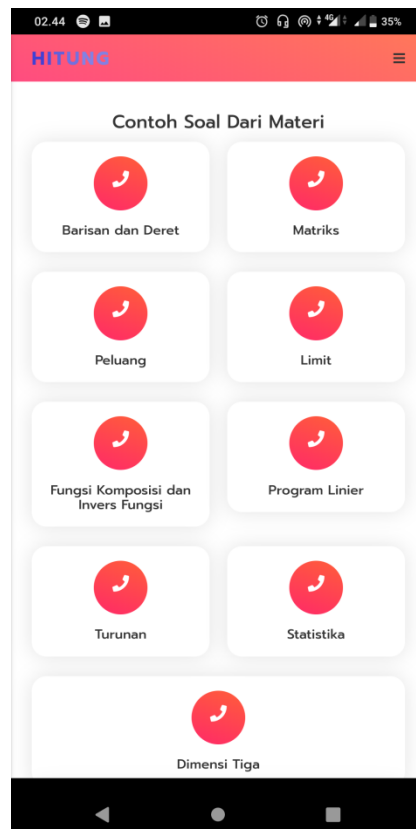 02.44
4G
35%
HITUNG
Contoh Soal Dari Materi
Barisan dan Deret
Matriks
Peluang
Limit
Fungsi Komposisi dan
Invers Fungsi
Program Linier
Turunan
Statistika
Dimensi Tiga